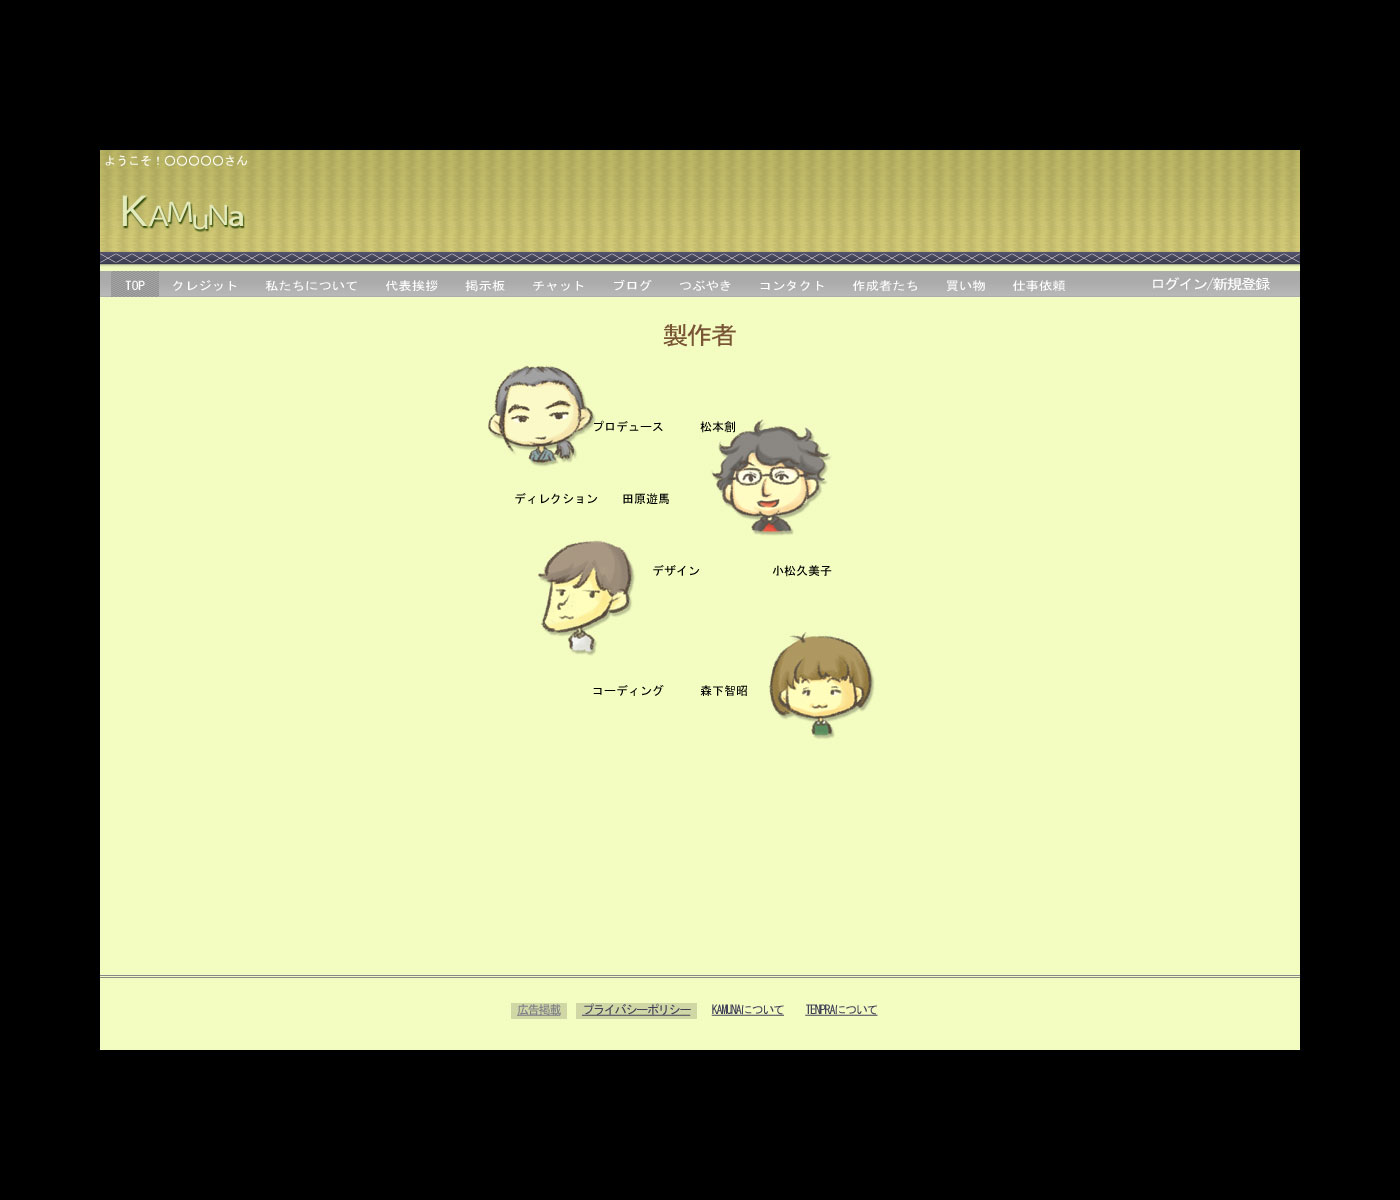 ようこそ！〇〇〇〇〇さん
KAMUNa
TOP クレジット 私たちについて 代表挨拶 掲示板 チャット ブログ つぶやき コンタクト 作成者たち 買い物 仕事依頼 ログイン/新規登録
製作者
プロデュース 松本創
ディレクション 田原遊馬
デザイン 小松久美子
コーディング 森下智昭
広告掲載 プライバシーポリシー KAMUNAについて TENPRAについて